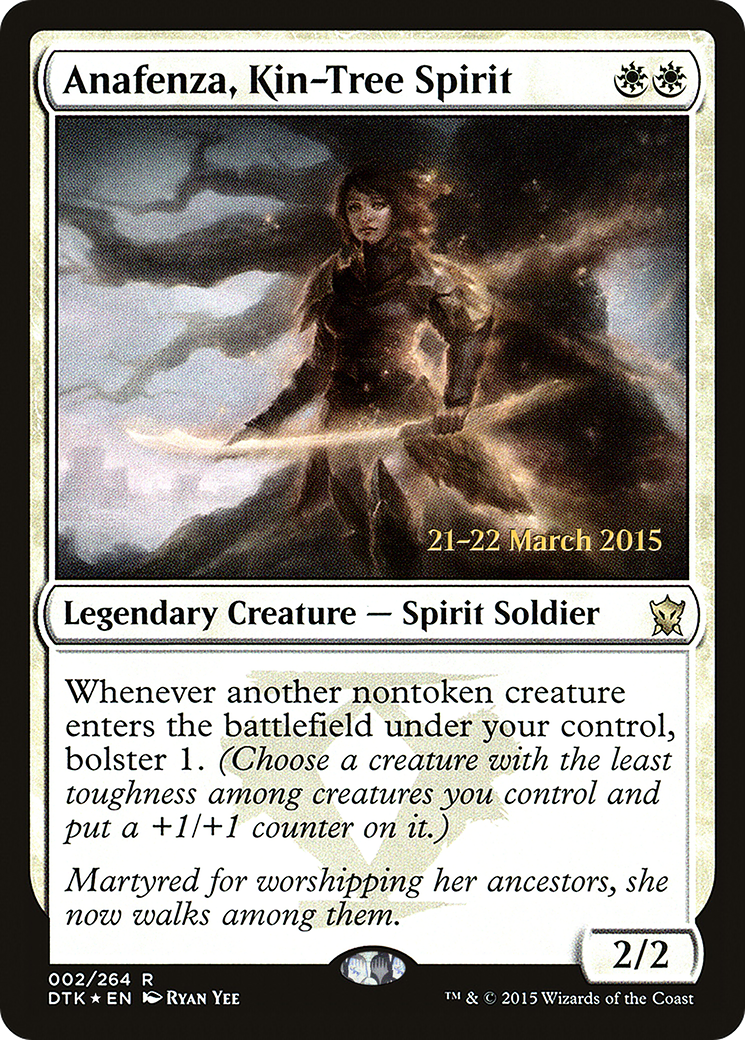 Anafenza, Kin-Tree Spirit
21–22 March 2015
Legendary Creature — Spirit Soldier
Whenever another nontoken creature
enters the battlefield under your control,
bolster 1. (Choose a creature with the least
toughness among creatures you control and
put a +1/+1 counter on it.)
Martyred for worshipping her ancestors, she
now walks among them.
2/2
002/264 R
DTK ★ EN Ryan Yee
™ & © 2015 Wizards of the Coast